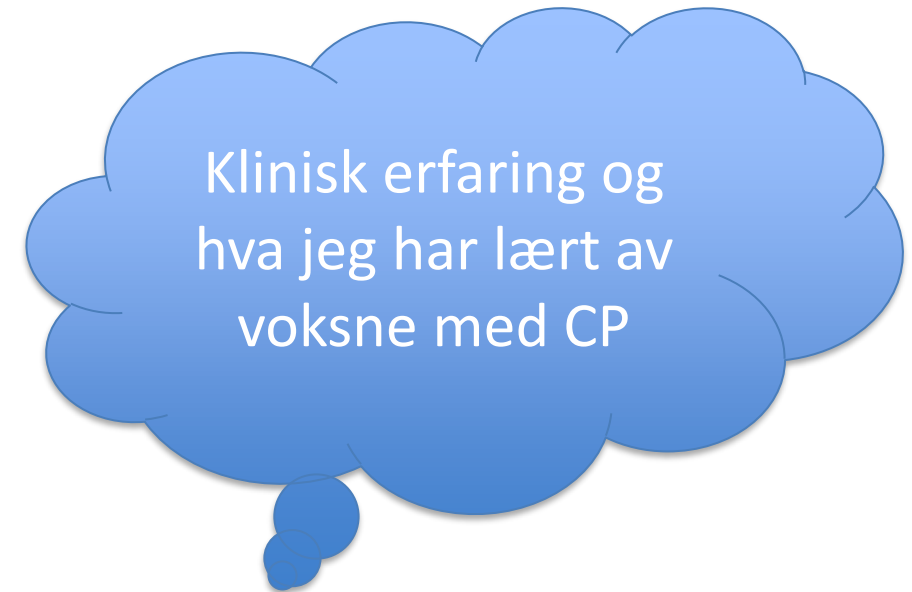 Klinisk erfaring og
hva jeg har lært av
voksne med CP